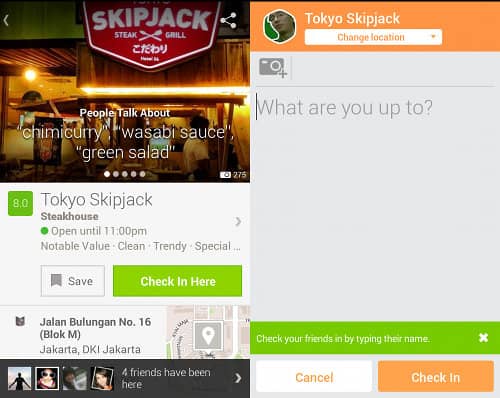 SKIPJACK
STEAK GRILL
こだわり
People Talk About
"chimicurry", "wasabi sauce",
"green salad"
275
8.0
Tokyo Skipjack
Steakhouse
Open until 11:00pm
Notable Value · Clean · Trendy · Special ...
Save
Check In Here
Jalan Bulungan No. 16
(Blok M)
Jakarta, DKI Jakarta
4 friends have been
here
Tokyo Skipjack
Change location
What are you up to?
Check your friends in by typing their name.
Cancel
Check In